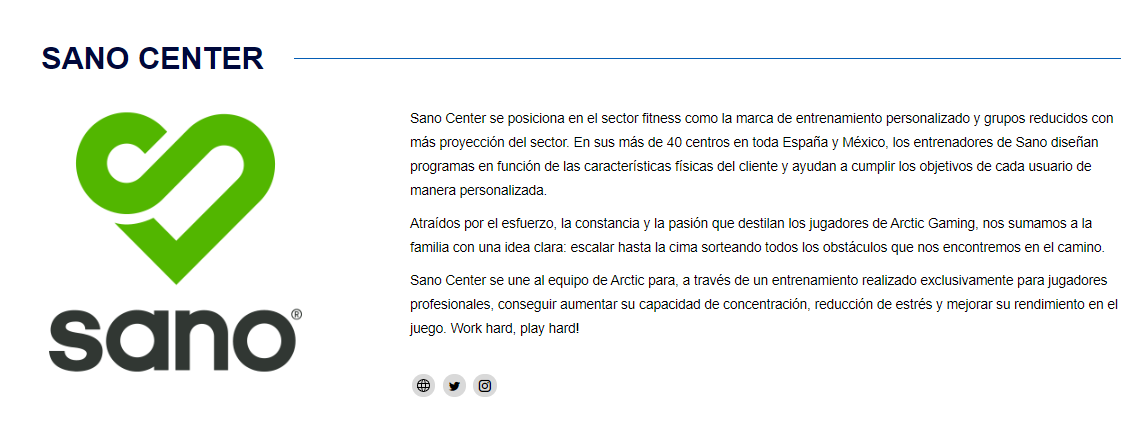 SANO CENTER
sano®
Sano Center se posiciona en el sector fitness como la marca de entrenamiento personalizado y grupos reducidos con
más proyección del sector. En sus más de 40 centros en toda España y México, los entrenadores de Sano diseñan
programas en función de las características físicas del cliente y ayudan a cumplir los objetivos de cada usuario de
manera personalizada.
Atraídos por el esfuerzo, la constancia y la pasión que destilan los jugadores de Arctic Gaming, nos sumamos a la
familia con una idea clara: escalar hasta la cima sorteando todos los obstáculos que nos encontremos en el camino.
Sano Center se une al equipo de Arctic para, a través de un entrenamiento realizado exclusivamente para jugadores
profesionales, conseguir aumentar su capacidad de concentración, reducción de estrés y mejorar su rendimiento en el
juego. Work hard, play hard!